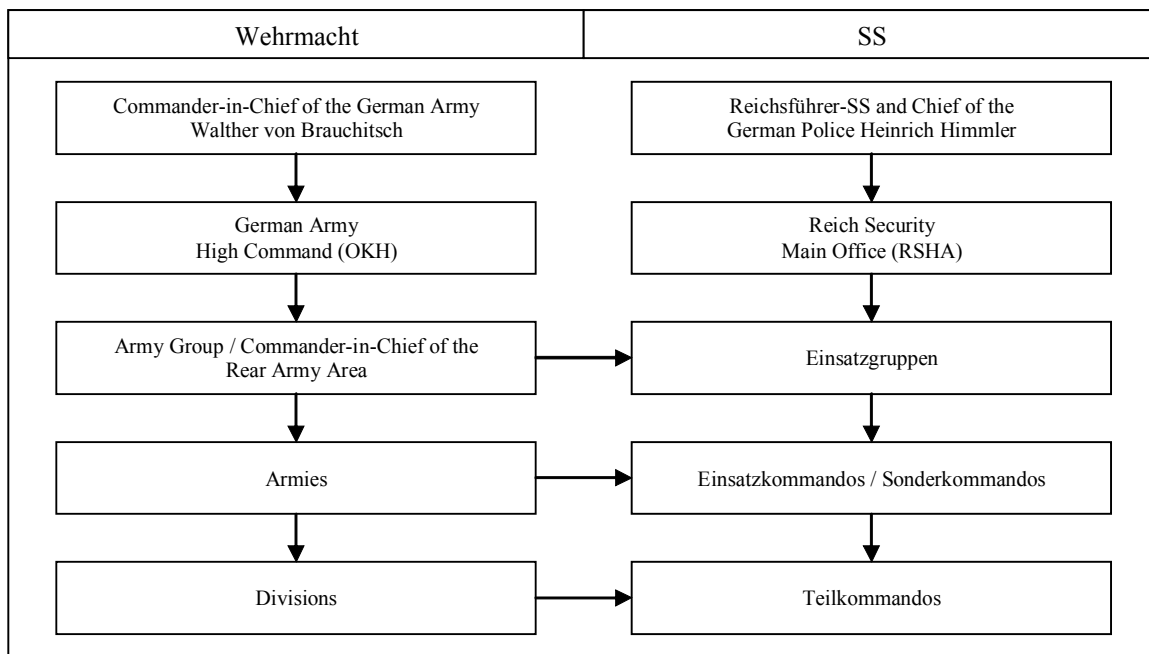 Wehrmacht
SS
Commander-in-Chief of the German Army
Walther von Brauchitsch
Reichsführer-SS and Chief of the
German Police Heinrich Himmler
German Army
High Command (OKH)
Reich Security
Main Office (RSHA)
Army Group / Commander-in-Chief of the
Rear Army Area
Einsatzgruppen
Armies
Einsatzkommandos / Sonderkommandos
Divisions
Teilkommandos